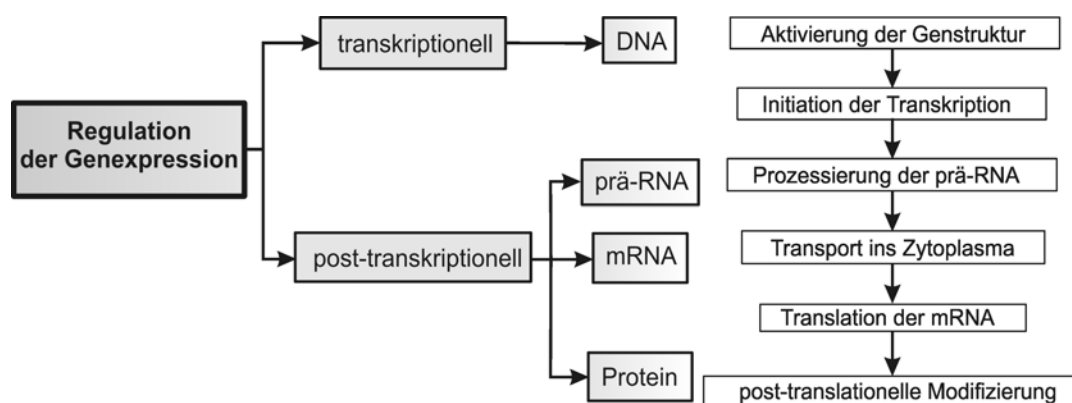 Regulation
der Genexpression
transkriptionell
DNA
post-transkriptionell
prä-RNA
mRNA
Protein
Aktivierung der Genstruktur
Initiation der Transkription
Prozessierung der prä-RNA
Transport ins Zytoplasma
Translation der mRNA
post-translationelle Modifizierung